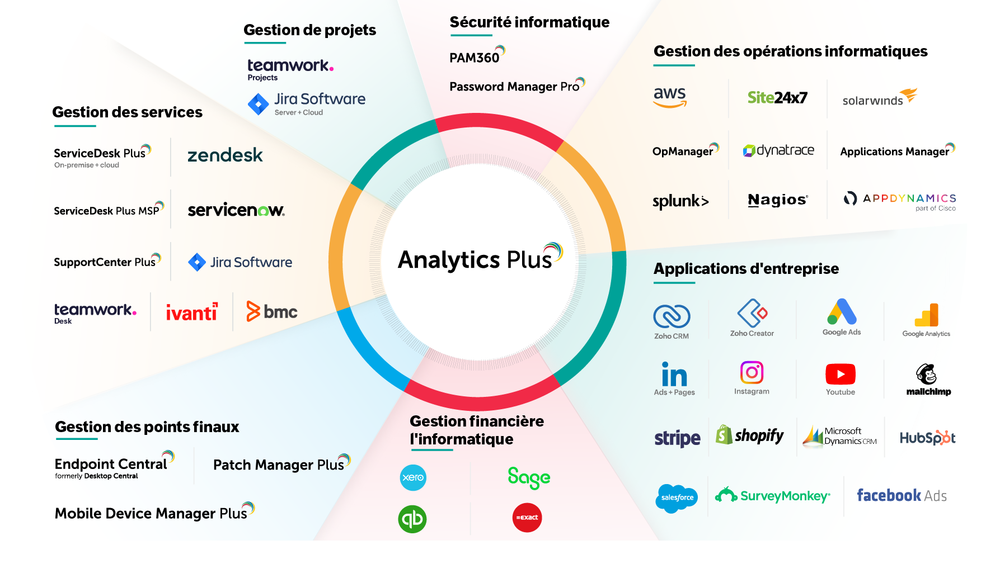 Gestion de projets
teamwork.
Projects
Jira Software
Server + Cloud
Sécurité informatique
PAM360
Password Manager Pro
Gestion des opérations informatiques
aws
Site24x7
solarwinds
OpManager
dynatrace
Applications Manager
splunk>
Nagios®
APPDYNAMICS
part of Cisco
Gestion des services
ServiceDesk Plus
On-premise + cloud
zendesk
ServiceDesk Plus MSP
servicenow®
SupportCenter Plus
Jira Software
teamwork.
Desk
ivanti
bmc
Analytics Plus
Applications d'entreprise
Zoho CRM
Zoho Creator
Google Ads
Google Analytics
in
Ads + Pages
Instagram
Youtube
mailchimp
stripe
S
shopify
Microsoft
Dynamics CRM
HubSpot
salesforce
SurveyMonkey®
facebook Ads
Gestion des points finaux
Endpoint Central
formerly Desktop Central
Patch Manager Plus
Mobile Device Manager Plus
Gestion financière
l'informatique
xero
Sage
qb
=exact